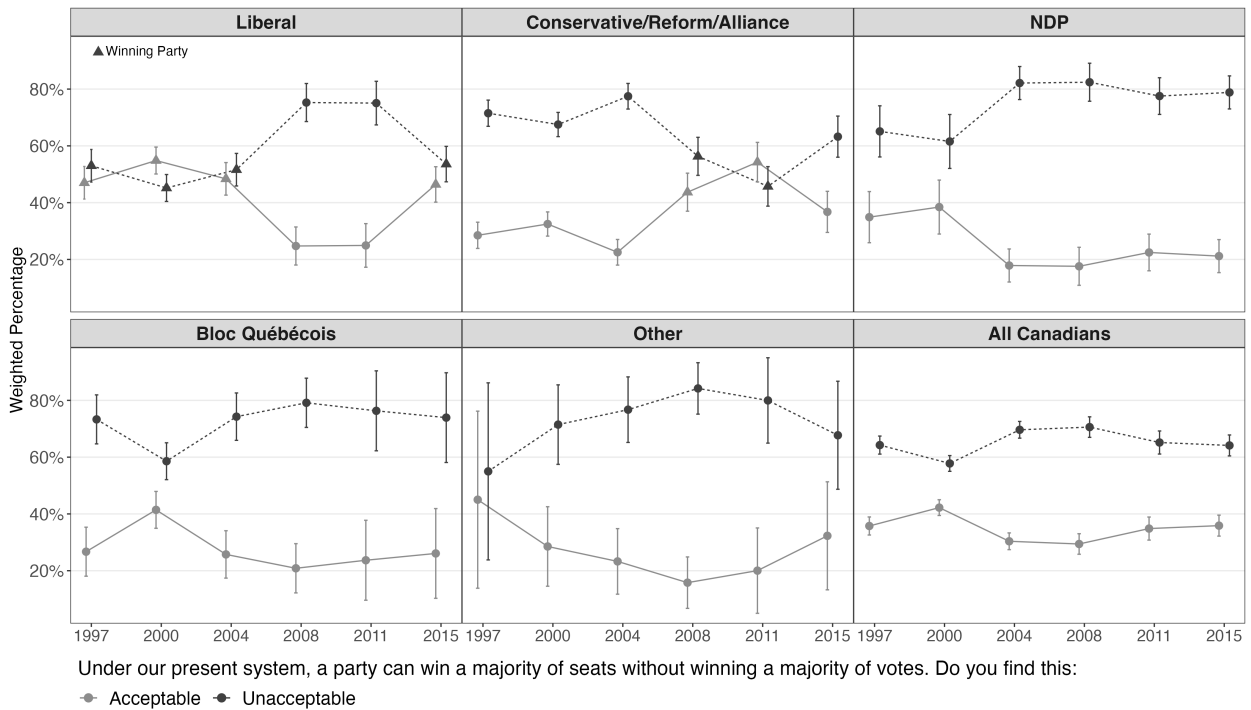 Liberal
Conservative/Reform/Alliance
NDP
Winning Party
80%
60%
40%
20%
Weighted Percentage
Bloc Québécois
Other
All Canadians
80%
60%
40%
20%
1997 2000 2004 2008 2011 2015
1997 2000 2004 2008 2011 2015
1997 2000 2004 2008 2011 2015
Under our present system, a party can win a majority of seats without winning a majority of votes. Do you find this:
Acceptable Unacceptable